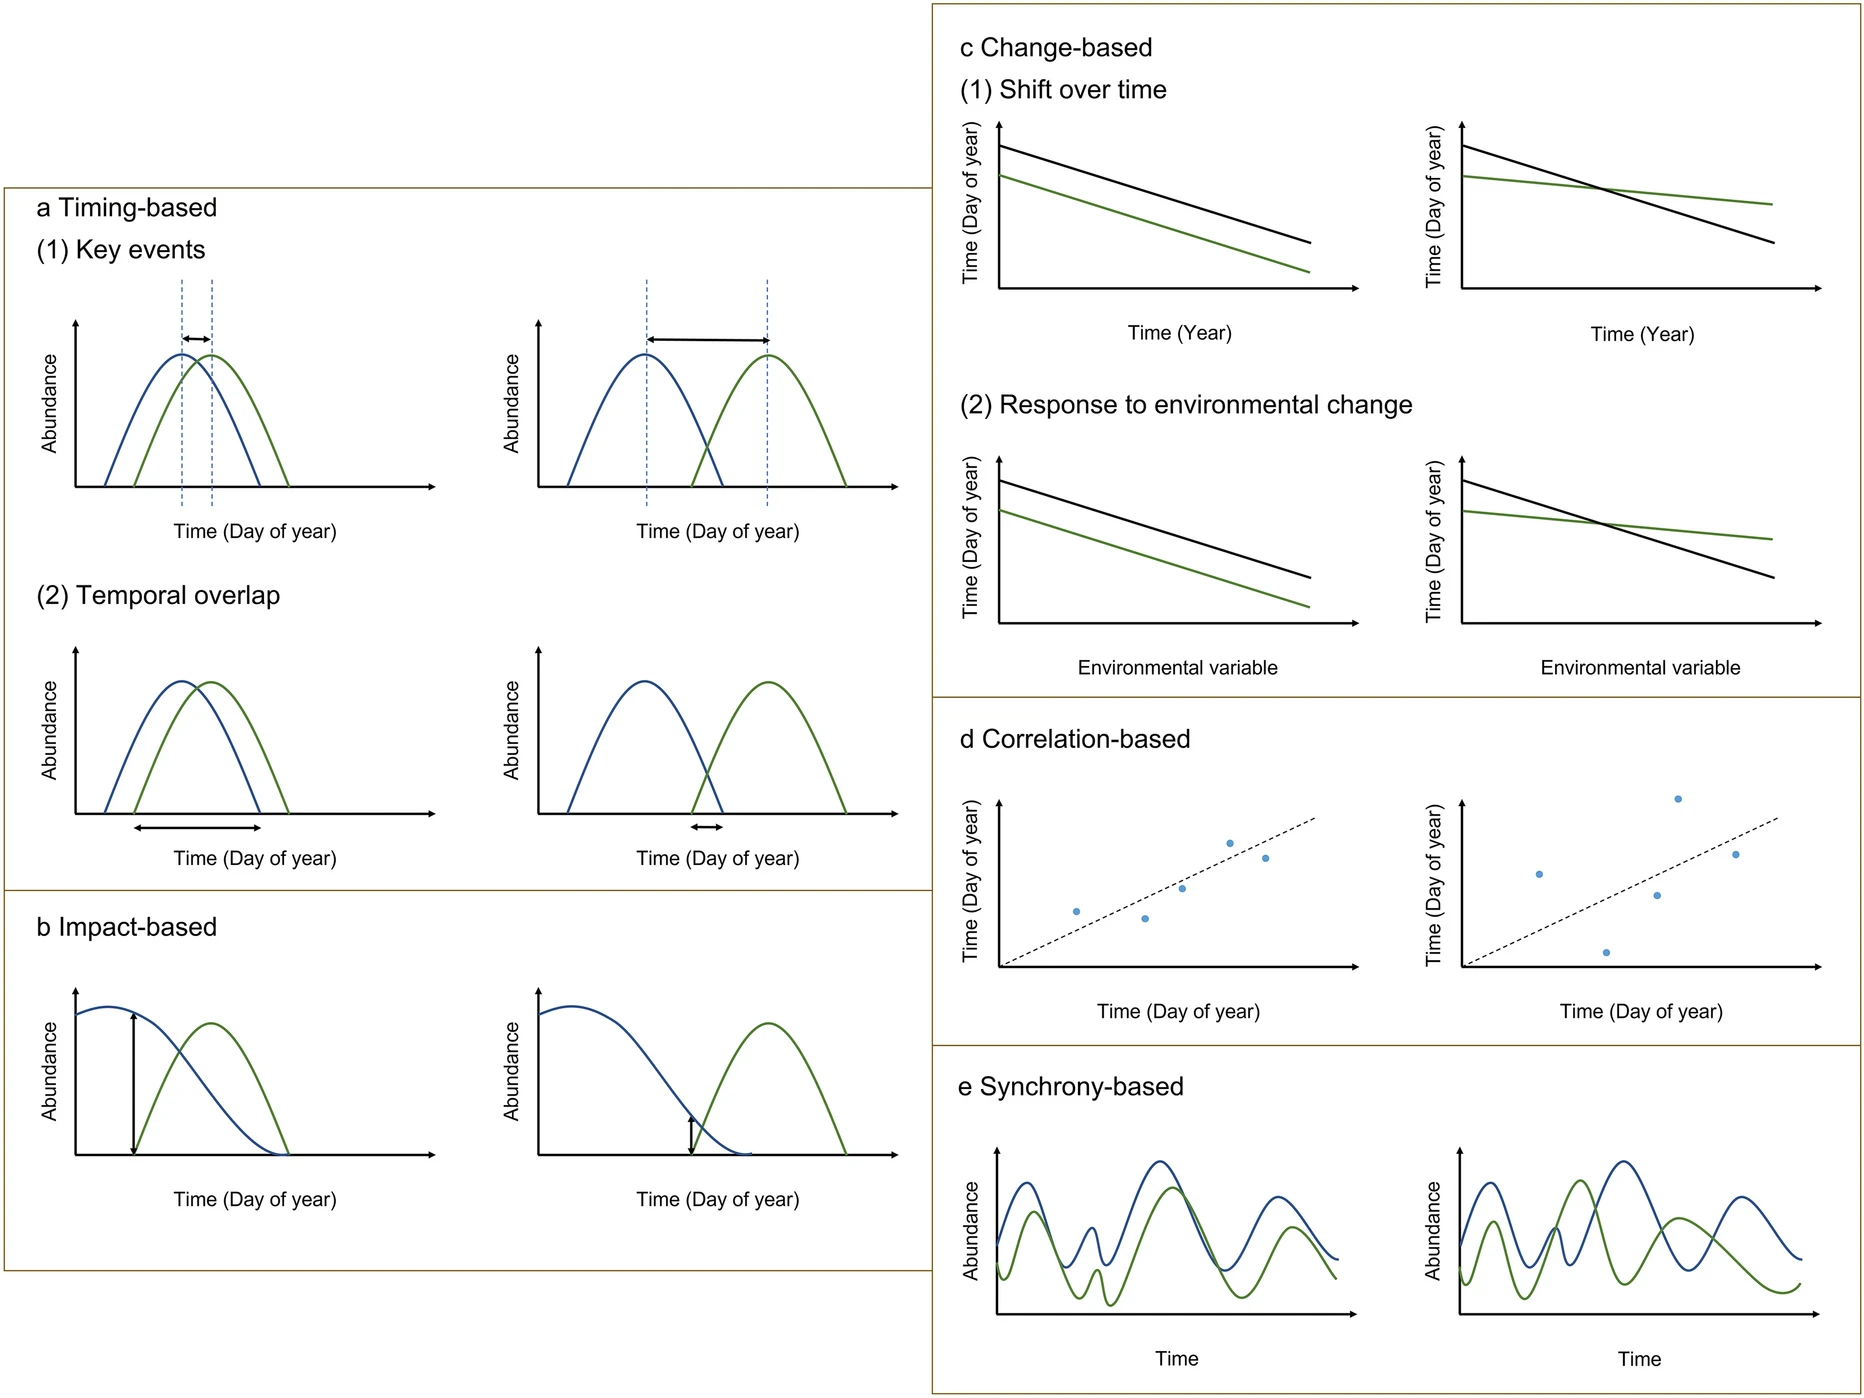 a Timing-based
(1) Key events
Abundance
Time (Day of year)
Abundance
Time (Day of year)
(2) Temporal overlap
Abundance
Time (Day of year)
Abundance
Time (Day of year)
b Impact-based
Abundance
Time (Day of year)
Abundance
Time (Day of year)
c Change-based
(1) Shift over time
Time (Day of year)
Time (Year)
Time (Day of year)
Time (Year)
(2) Response to environmental change
Time (Day of year)
Environmental variable
Time (Day of year)
Environmental variable
d Correlation-based
Time (Day of year)
Time (Day of year)
Time (Day of year)
Time (Day of year)
e Synchrony-based
Abundance
Time
Abundance
Time